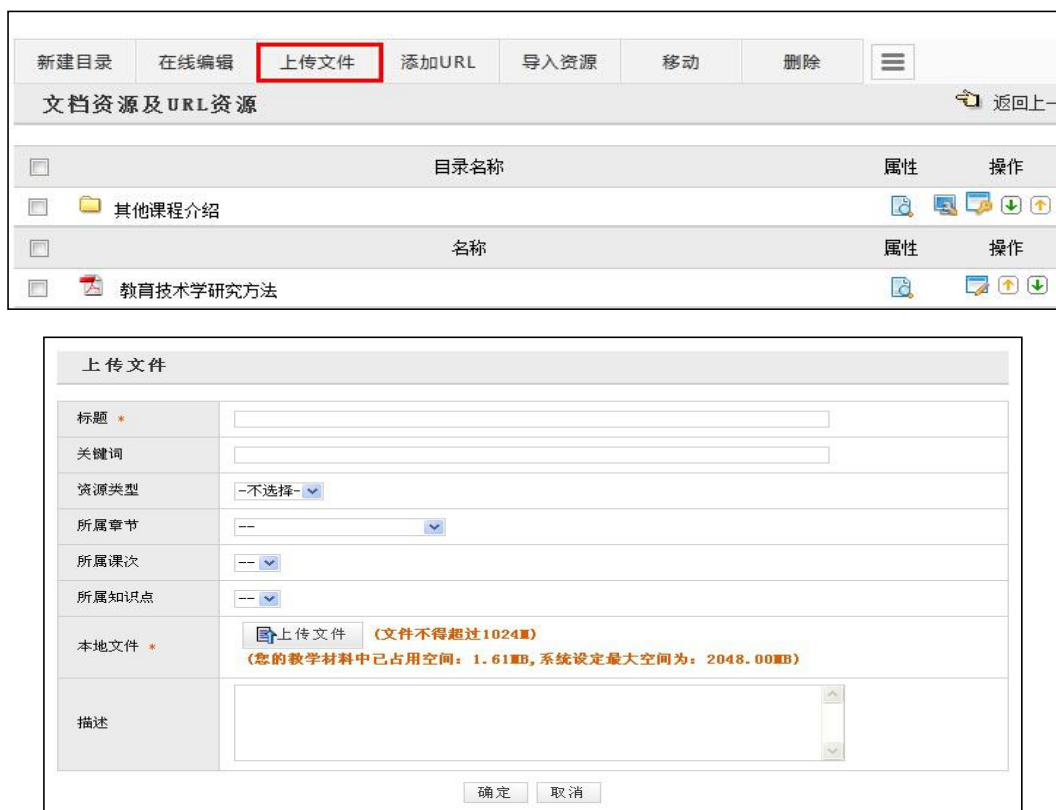 新建目录 在线编辑 上传文件 添加URL 导入资源 移动 删除
文档资源及URL资源 返回上一
目录名称 属性 操作
其他课程介绍
名称 属性 操作
教育技术学研究方法
上传文件
标题 *
关键词
资源类型 -不选择-
所属章节 --
所属课次 --
所属知识点 --
本地文件 * 上传文件 (文件不得超过1024M)
(您的教学材料中已占用空间: 1.61MB,系统设定最大空间为: 2048.00MB)
描述
确定 取消